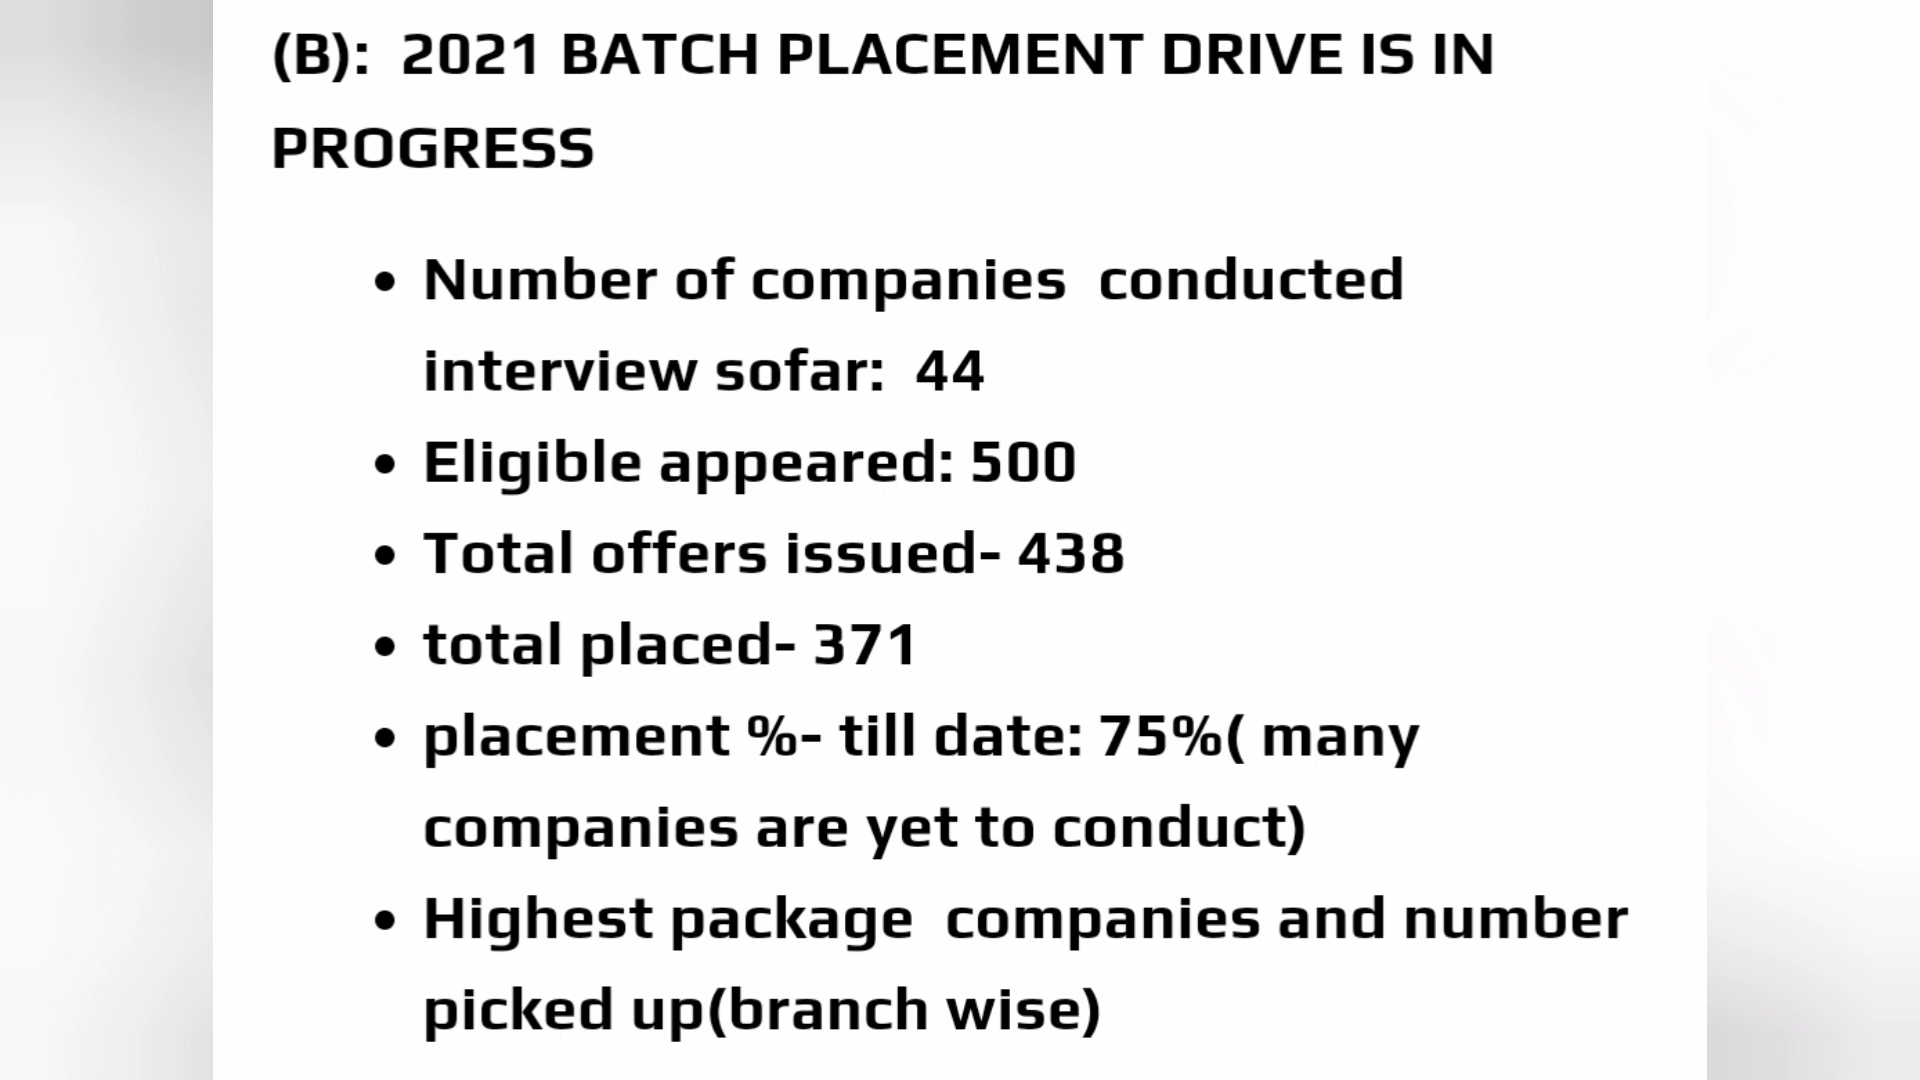 (B):  2021 BATCH PLACEMENT DRIVE IS IN
PROGRESS
• Number of companies  conducted
interview sofar:  44
• Eligible appeared: 500
• Total offers issued- 438
• total placed- 371
• placement %- till date: 75%( many
companies are yet to conduct)
• Highest package  companies and number
picked up(branch wise)